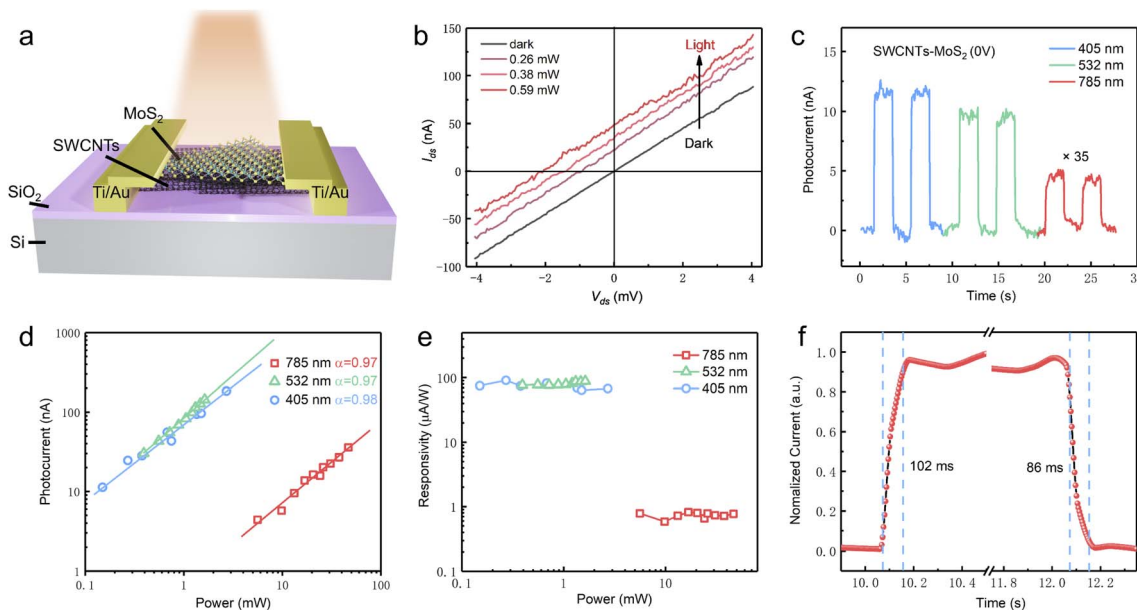 a
MoS2
SWCNTs
SiO2
Ti/Au
Ti/Au
Si
b
150
100
50
0
-50
-100
Ids (nA)
dark
0.26 mW
0.38 mW
0.59 mW
Light
Dark
-4
-2
0
2
4
Vds (mV)
c
15
10
5
0
Photocurrent (nA)
SWCNTs-MoS2 (0V)
405 nm
532 nm
785 nm
× 35
0
5
10
15
20
25
Time (s)
d
1000
100
10
1
Photocurrent (nA)
785 nm α=0.97
532 nm α=0.97
405 nm α=0.98
0.1
1
10
100
Power (mW)
e
1000
100
10
1
0.1
Responsivity (μA/W)
785 nm
532 nm
405 nm
0.1
1
10
Power (mW)
f
1.0
0.8
0.6
0.4
0.2
0.0
Nomalized Current (a.u.)
102 ms
86 ms
10.0
10.2
10.4
11.8
12.0
12.2
Time (s)